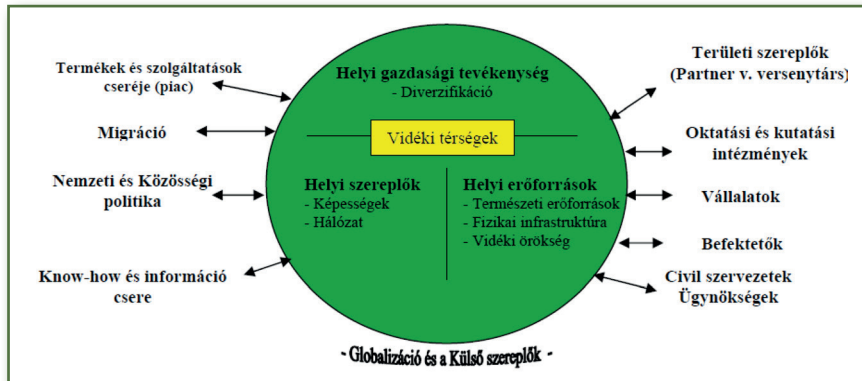 Termékek és szolgáltatások
cseréje (piac)
Migráció
Nemzeti és Közösségi
politika
Know-how és információ
csere
Helyi gazdasági tevékenység
- Diverzifikáció
Vidéki térségek
Helyi szereplők
- Képességek
- Hálózat
Helyi erőforrások
- Természeti erőforrások
- Fizikai infrastruktúra
- Vidéki örökség
Területi szereplők
(Partner v. versenytárs)
Oktatási és kutatási
intézmények
Vállalatok
Befektetők
Civil szervezetek
Ügynökségek
- Globalizáció és a Külső szereplők -